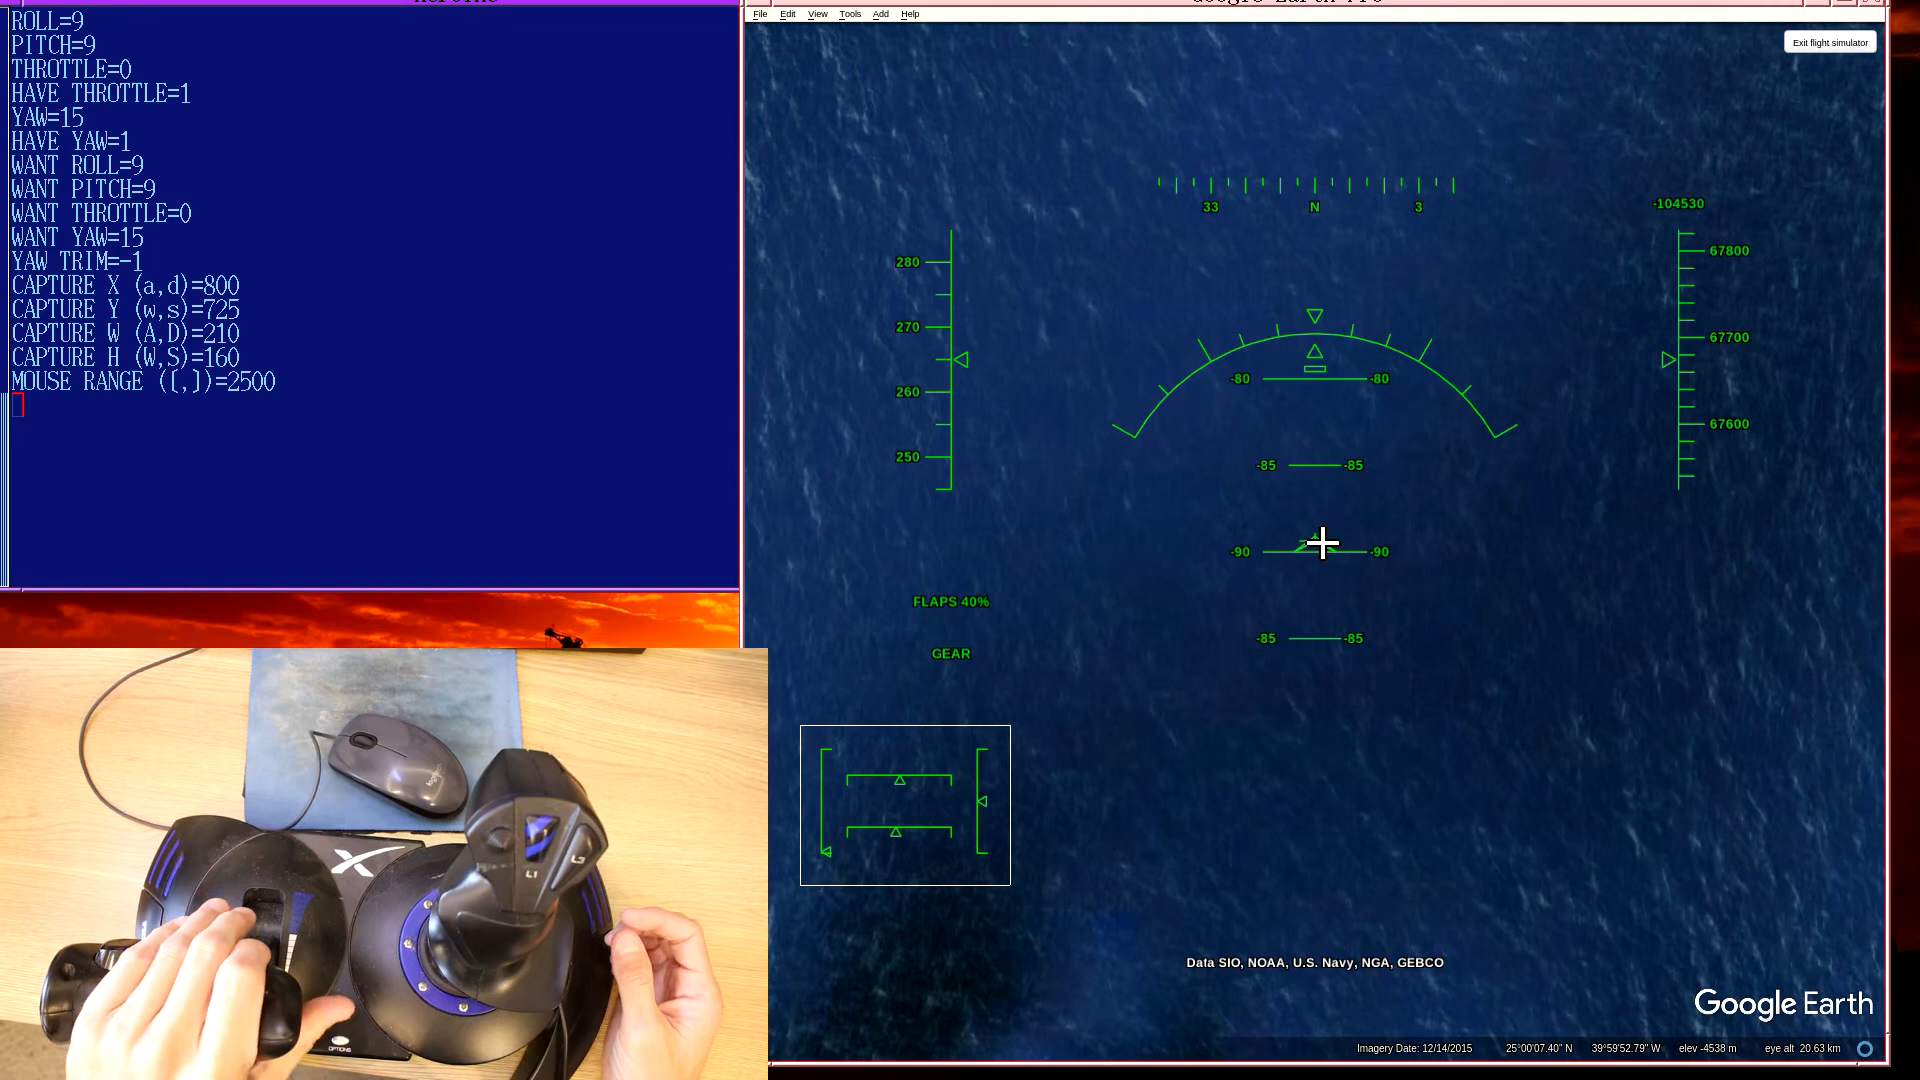 ROLL=9
PITCH=9
THROTTLE=0
HAVE THROTTLE=1
YAW=15
HAVE YAW=1
WANT ROLL=9
WANT PITCH=9
WANT THROTTLE=0
WANT YAW=15
YAW TRIM=-1
CAPTURE X (a,d)=800
CAPTURE Y (w,s)=725
CAPTURE W (A,D)=210
CAPTURE H (W,S)=160
MOUSE RANGE ([,])=2500
File Edit View Tools Add Help
Exit flight simulator
33 N 3
-104530
280
270
260
250
67800
67700
67600
-80 -80
-85 -85
-90 -90
-85 -85
FLAPS 40%
GEAR
Data SIO, NOAA, U.S. Navy, NGA, GEBCO
Google Earth
Imagery Date: 12/14/2015 25°00'07.40" N 39°59'52.79" W elev -4538 m eye alt 20.63 km
logitech
L3
L1
OPTIONS